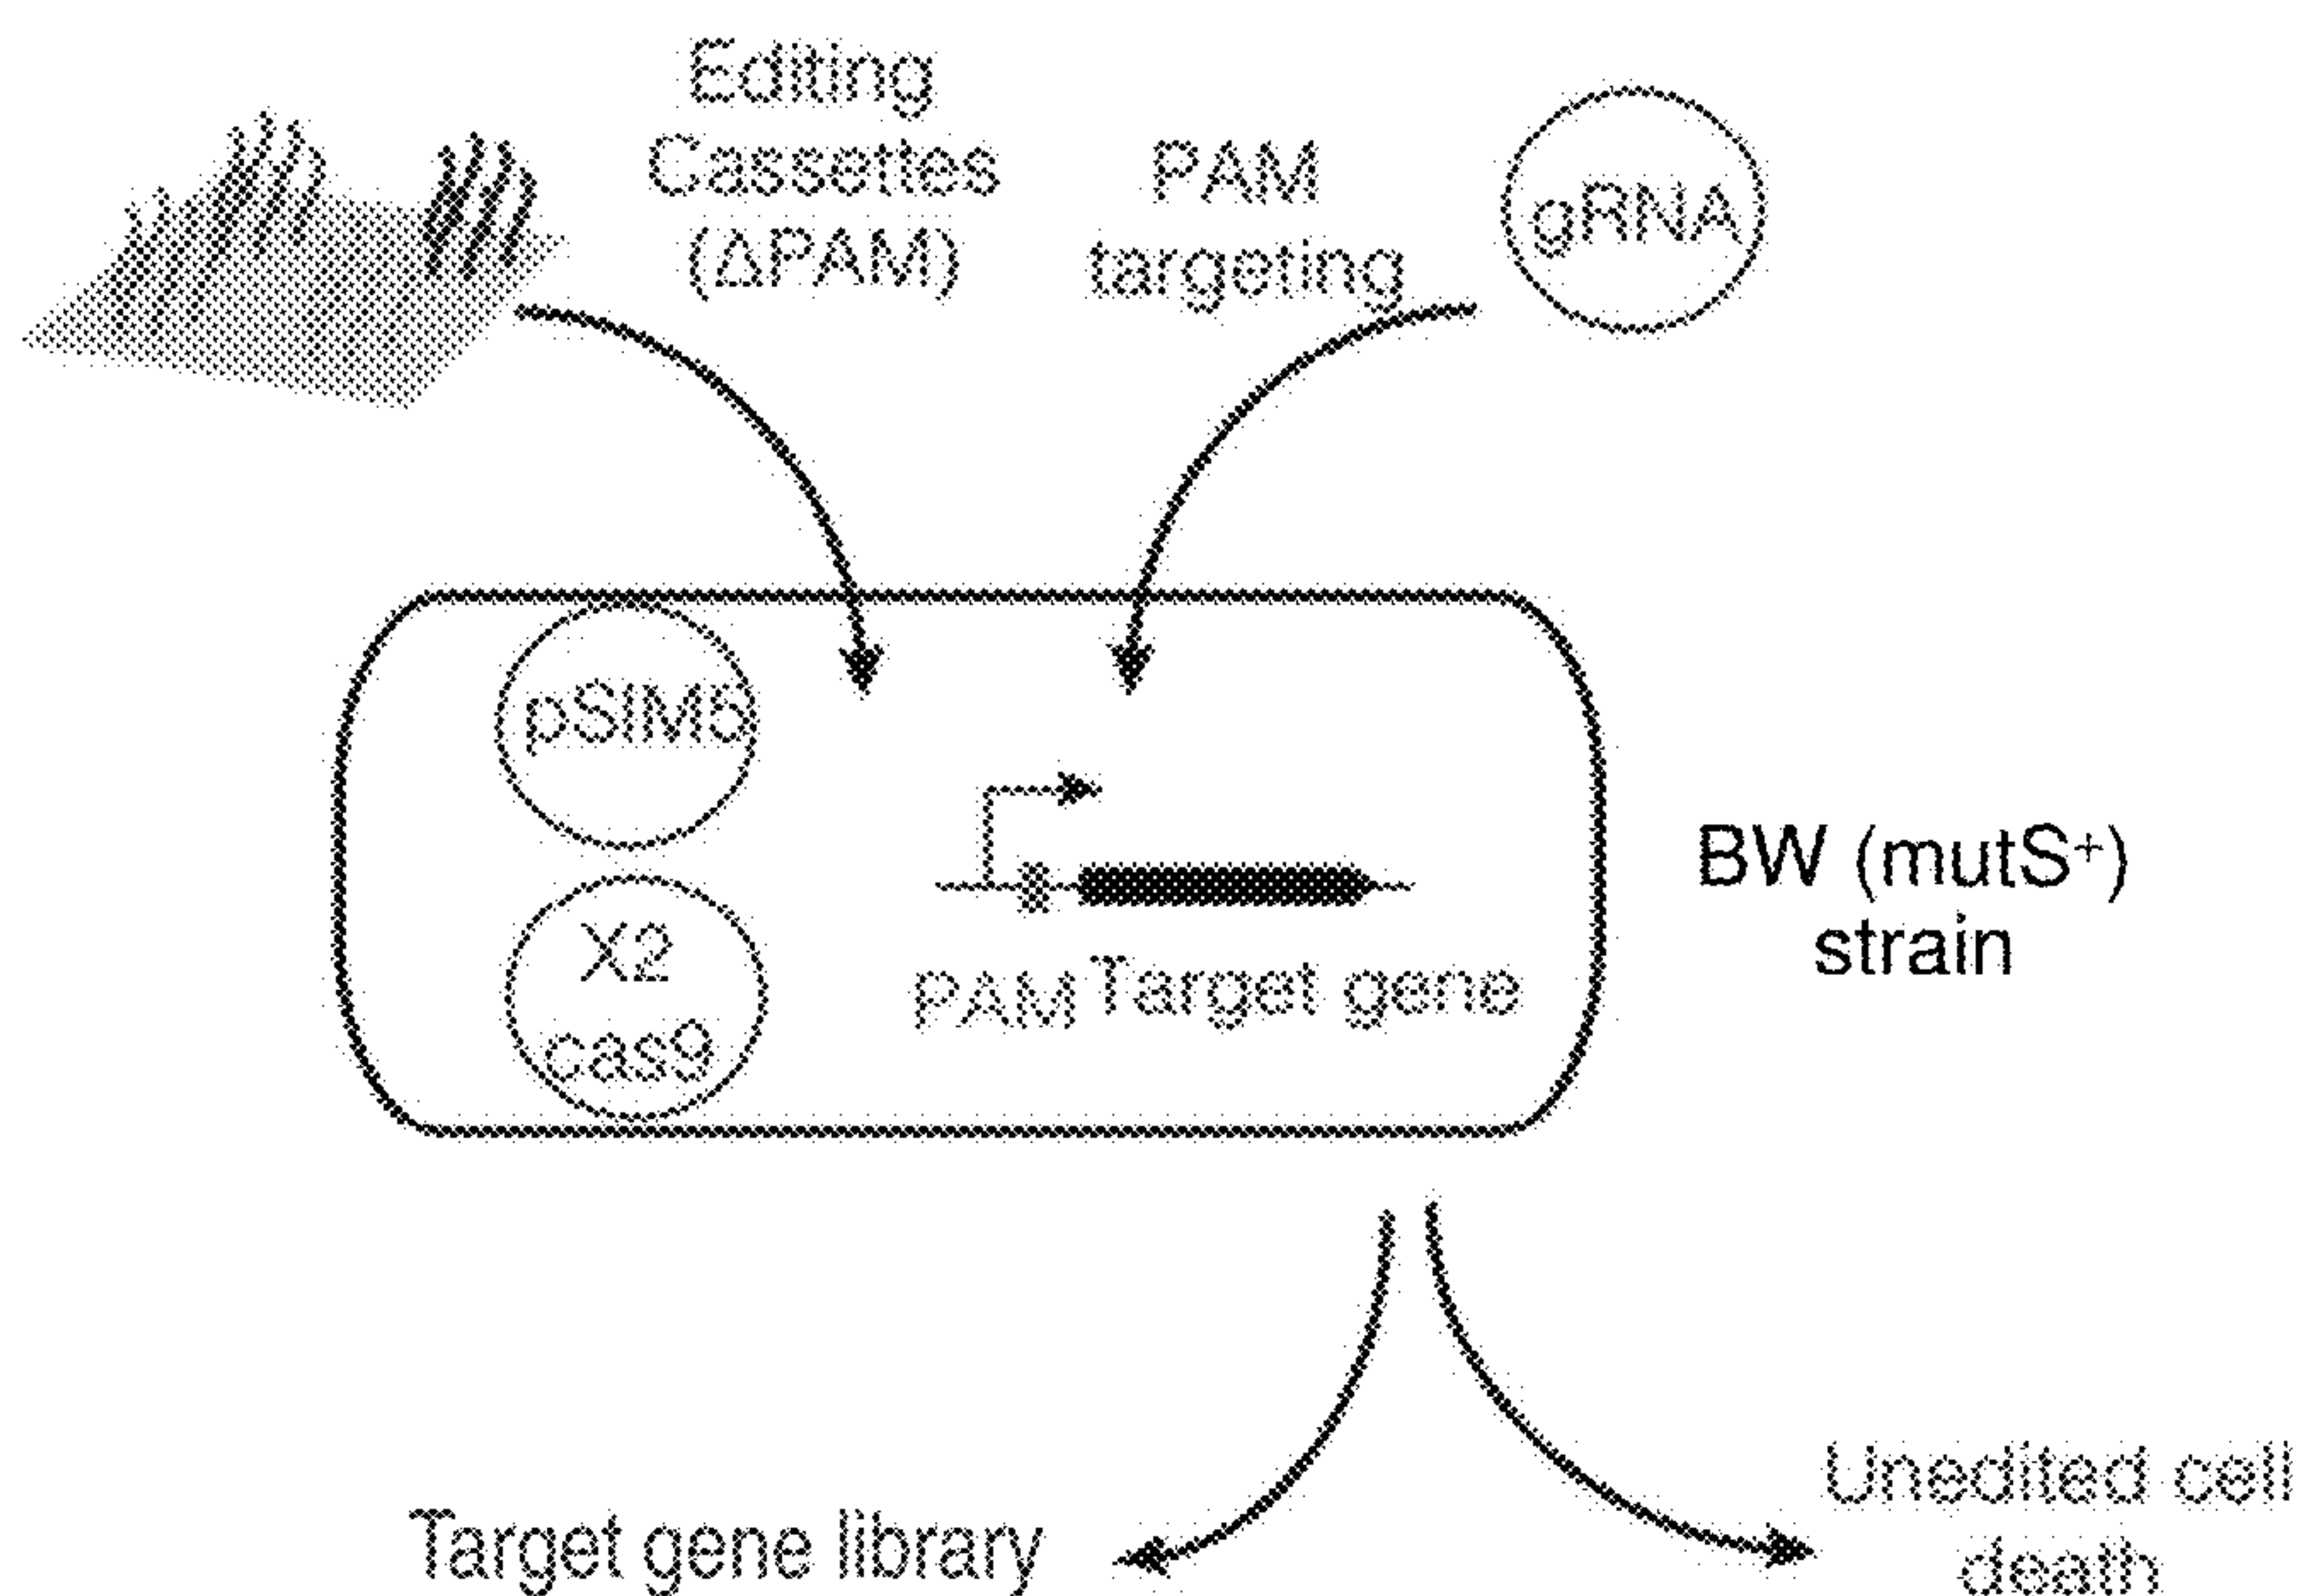 Editing
Cassettes
(ΔPAM)
PAM
targeting
gRNA
pSIM5
X2
cas9
PAM
Target gene
BW (mutS⁺)
strain
Target gene library
Unedited cell
death